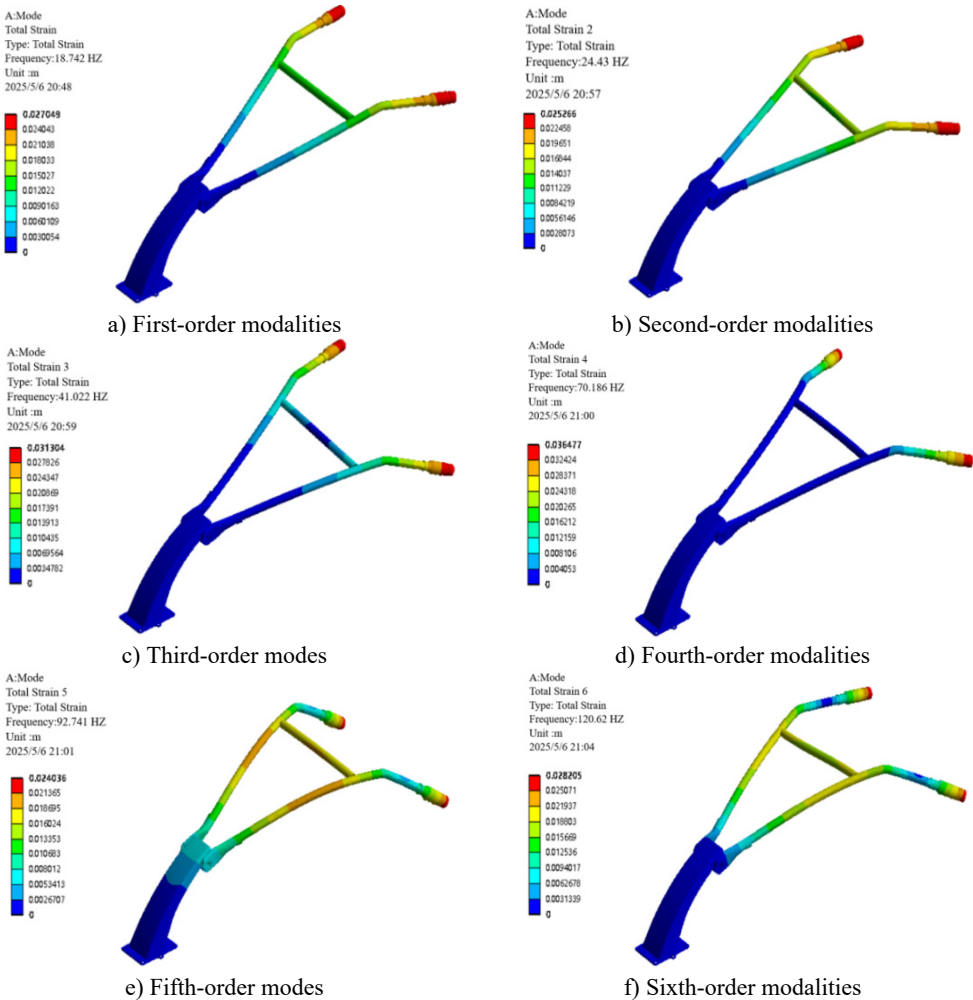 A:Mode
Total Strain
Type: Total Strain
Frequency:18.742 HZ
Unit :m
2025/5/6 20:48
0.027049
0.024043
0.021038
0.018033
0.015027
0.012022
0.0090163
0.0060109
0.0030054
0
a) First-order modalities
A:Mode
Total Strain 2
Type: Total Strain
Frequency:24.43 HZ
Unit :m
2025/5/6 20:57
0.025266
0.022458
0.019651
0.016844
0.014037
0.011229
0.0084219
0.0056146
0.0028073
0
b) Second-order modalities
A:Mode
Total Strain 3
Type: Total Strain
Frequency:41.022 HZ
Unit :m
2025/5/6 20:59
0.031304
0.027826
0.024347
0.020869
0.017391
0.013913
0.010435
0.0069564
0.0034782
0
c) Third-order modes
A:Mode
Total Strain 4
Type: Total Strain
Frequency:70.186 HZ
Unit :m
2025/5/6 21:00
0.036477
0.032424
0.028371
0.024318
0.020265
0.016212
0.012159
0.008106
0.004053
0
d) Fourth-order modalities
A:Mode
Total Strain 5
Type: Total Strain
Frequency:92.741 HZ
Unit :m
2025/5/6 21:01
0.024036
0.021365
0.018695
0.016024
0.013353
0.010683
0.008012
0.0053413
0.0026707
0
e) Fifth-order modes
A:Mode
Total Strain 6
Type: Total Strain
Frequency:120.62 HZ
Unit :m
2025/5/6 21:04
0.028205
0.025071
0.021937
0.018803
0.015669
0.012536
0.0094017
0.0062678
0.0031339
0
f) Sixth-order modalities